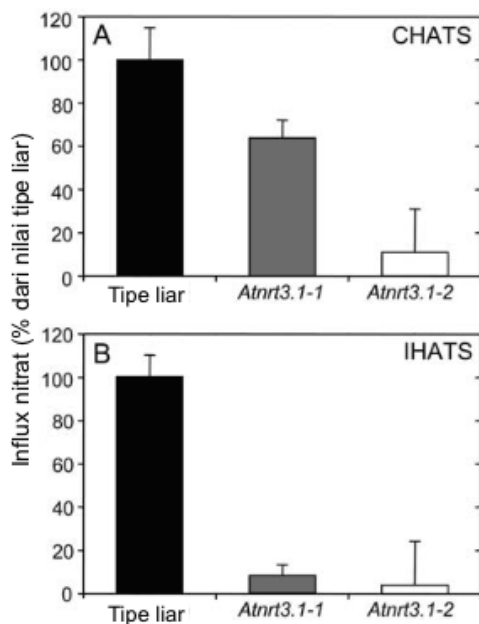 Influx nitrat (% dari nilai tipe liar)
A
CHATS
120
100
80
60
40
20
0
Tipe liar Atnrt3.1-1 Atnrt3.1-2
B
IHATS
120
100
80
60
40
20
0
Tipe liar Atnrt3.1-1 Atnrt3.1-2